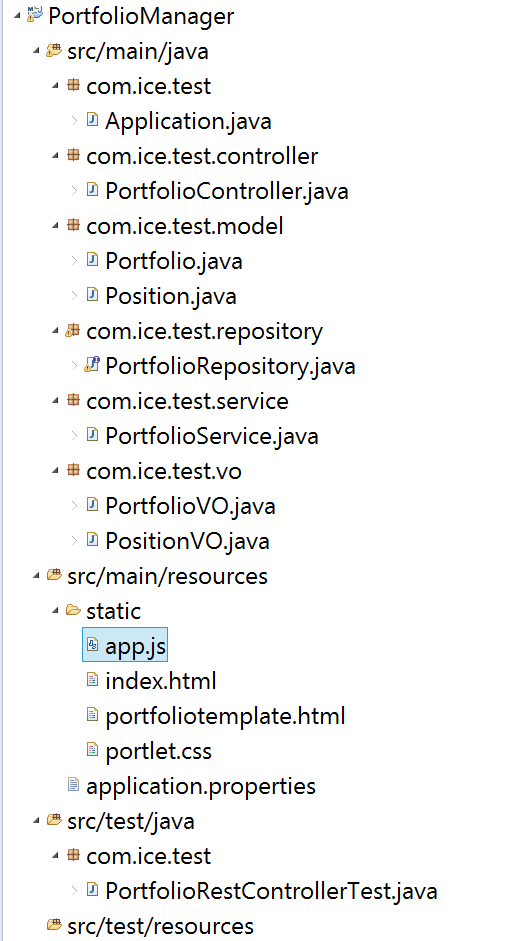 PortfolioManager
src/main/java
com.ice.test
Application.java
com.ice.test.controller
PortfolioController.java
com.ice.test.model
Portfolio.java
Position.java
com.ice.test.repository
PortfolioRepository.java
com.ice.test.service
PortfolioService.java
com.ice.test.vo
PortfolioVO.java
PositionVO.java
src/main/resources
static
app.js
index.html
portfoliotemplate.html
portlet.css
application.properties
src/test/java
com.ice.test
PortfolioRestControllerTest.java
src/test/resources